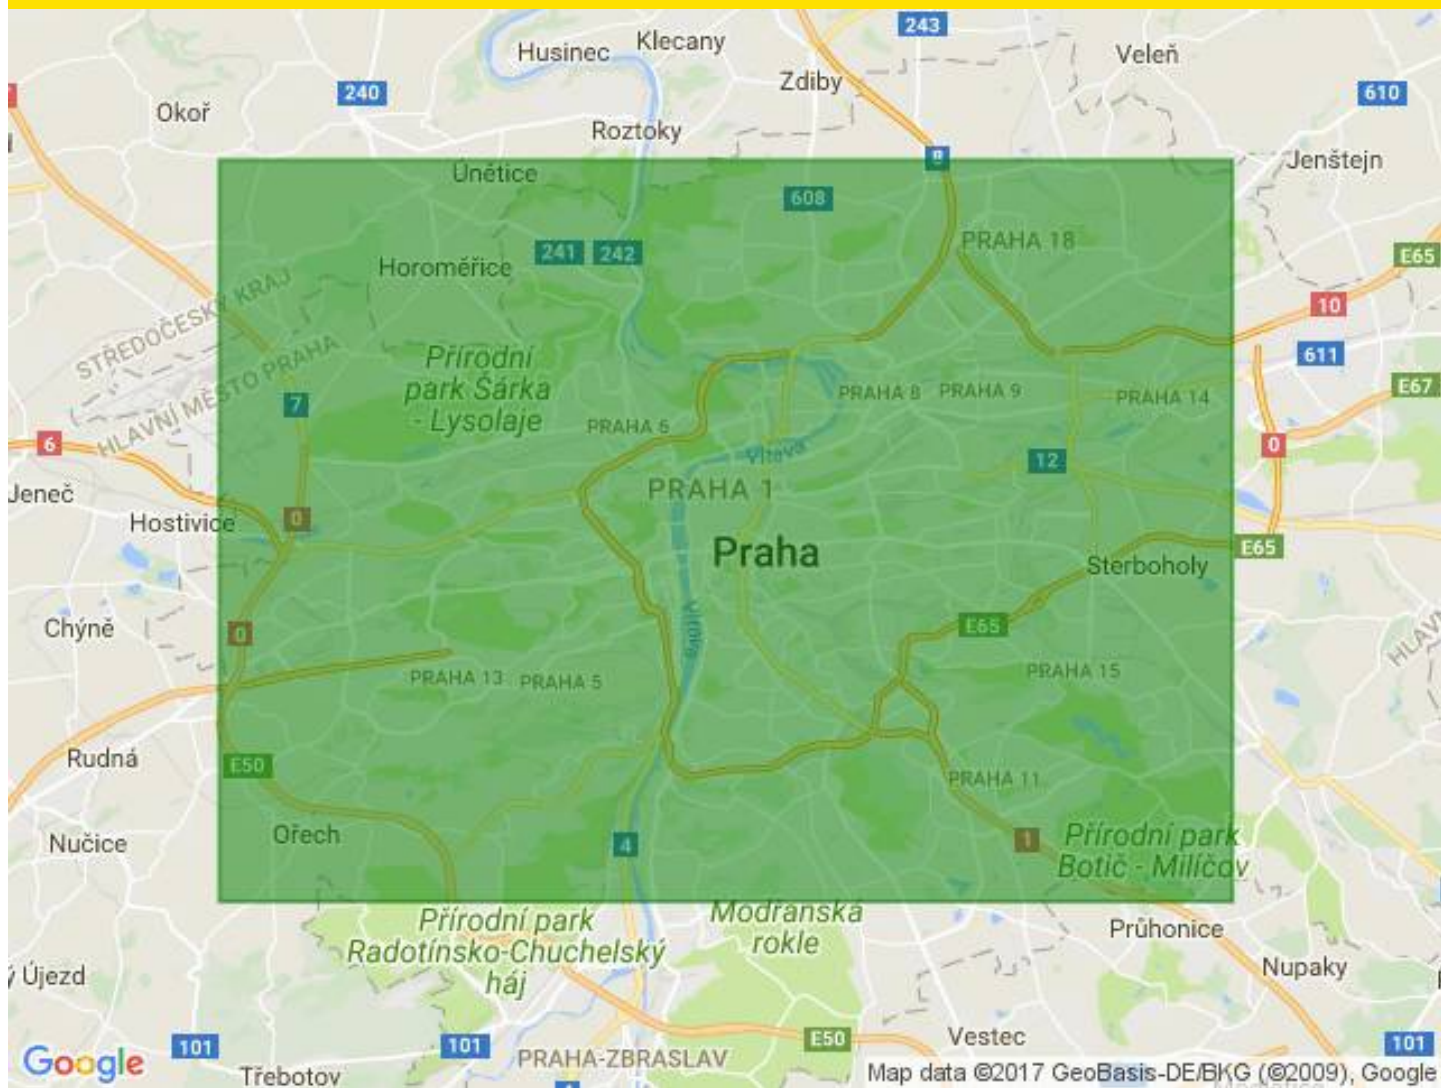 243
Husinec
Klecany
Veleň
Zdiby
240
610
Okoř
Roztoky
8
Jenštejn
Únětice
608
241
242
PRAHA 18
E65
Horoměřice
STŘEDOČESKÝ KRAJ
HLAVNÍ MĚSTO PRAHA
10
611
Přírodní
park Šárka
- Lysolaje
7
PRAHA 8
PRAHA 9
PRAHA 14
E67
PRAHA 6
6
0
Vltava
12
Jeneč
PRAHA 1
Hostivice
0
Praha
E65
Štěrboholy
Chýně
0
Vltava
E65
HLAVN
PRAHA 13
PRAHA 5
PRAHA 15
Rudná
E50
PRAHA 11
Nučice
Ořech
4
1
Přírodní park
Botič - Milíčov
Přírodní park
Radotínsko-Chuchelský
háj
Modřanská
rokle
Průhonice
ý Újezd
Nupaky
101
101
E50
Vestec
101
Google
Třebotov
PRAHA-ZBRASLAV
Map data ©2017 GeoBasis-DE/BKG (©2009), Google